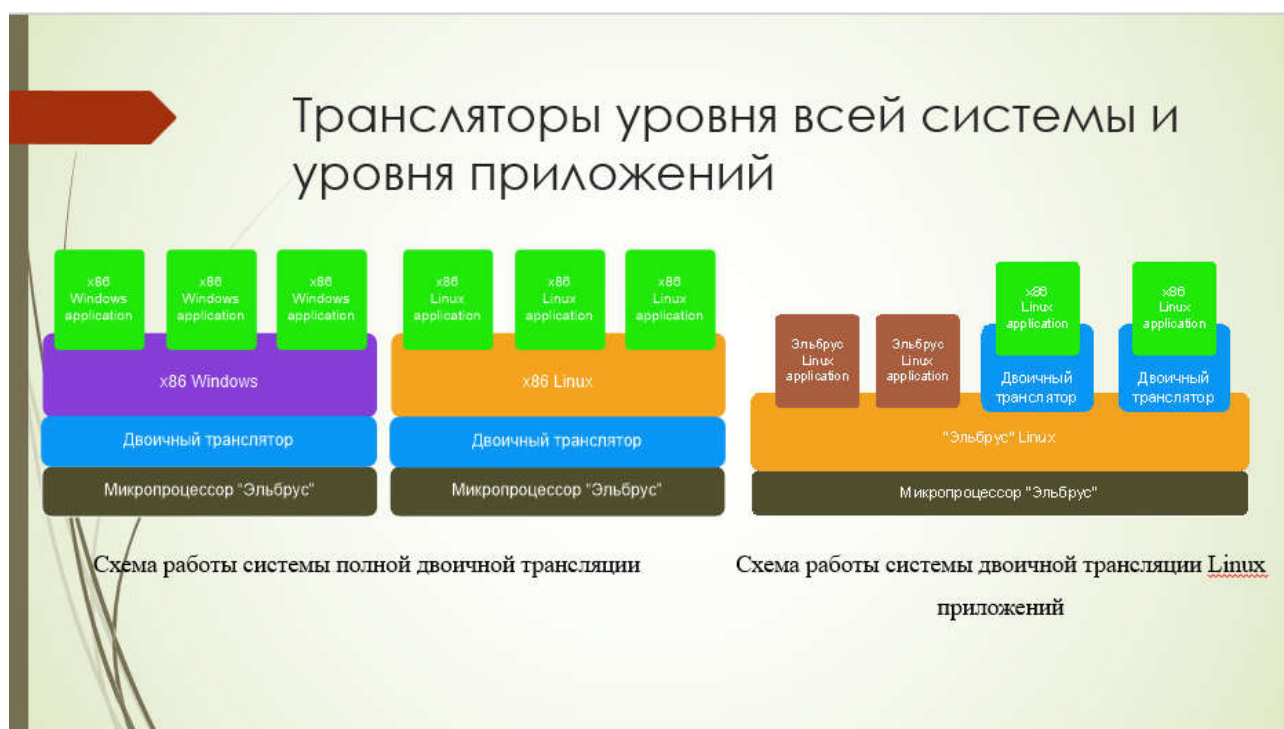 Трансляторы уровня всей системы и
уровня приложений
x86
Windows
application
x86
Windows
application
x86
Windows
application
x86 Windows
Двоичный транслятор
Микропроцессор "Эльбрус"
x86
Linux
application
x86
Linux
application
x86
Linux
application
x86 Linux
Двоичный транслятор
Микропроцессор "Эльбрус"
Схема работы системы полной двоичной трансляции
Эльбрус
Linux
application
Эльбрус
Linux
application
x86
Linux
application
Двоичный
транслятор
x86
Linux
application
Двоичный
транслятор
"Эльбрус" Linux
Микропроцессор "Эльбрус"
Схема работы системы двоичной трансляции Linux
приложений